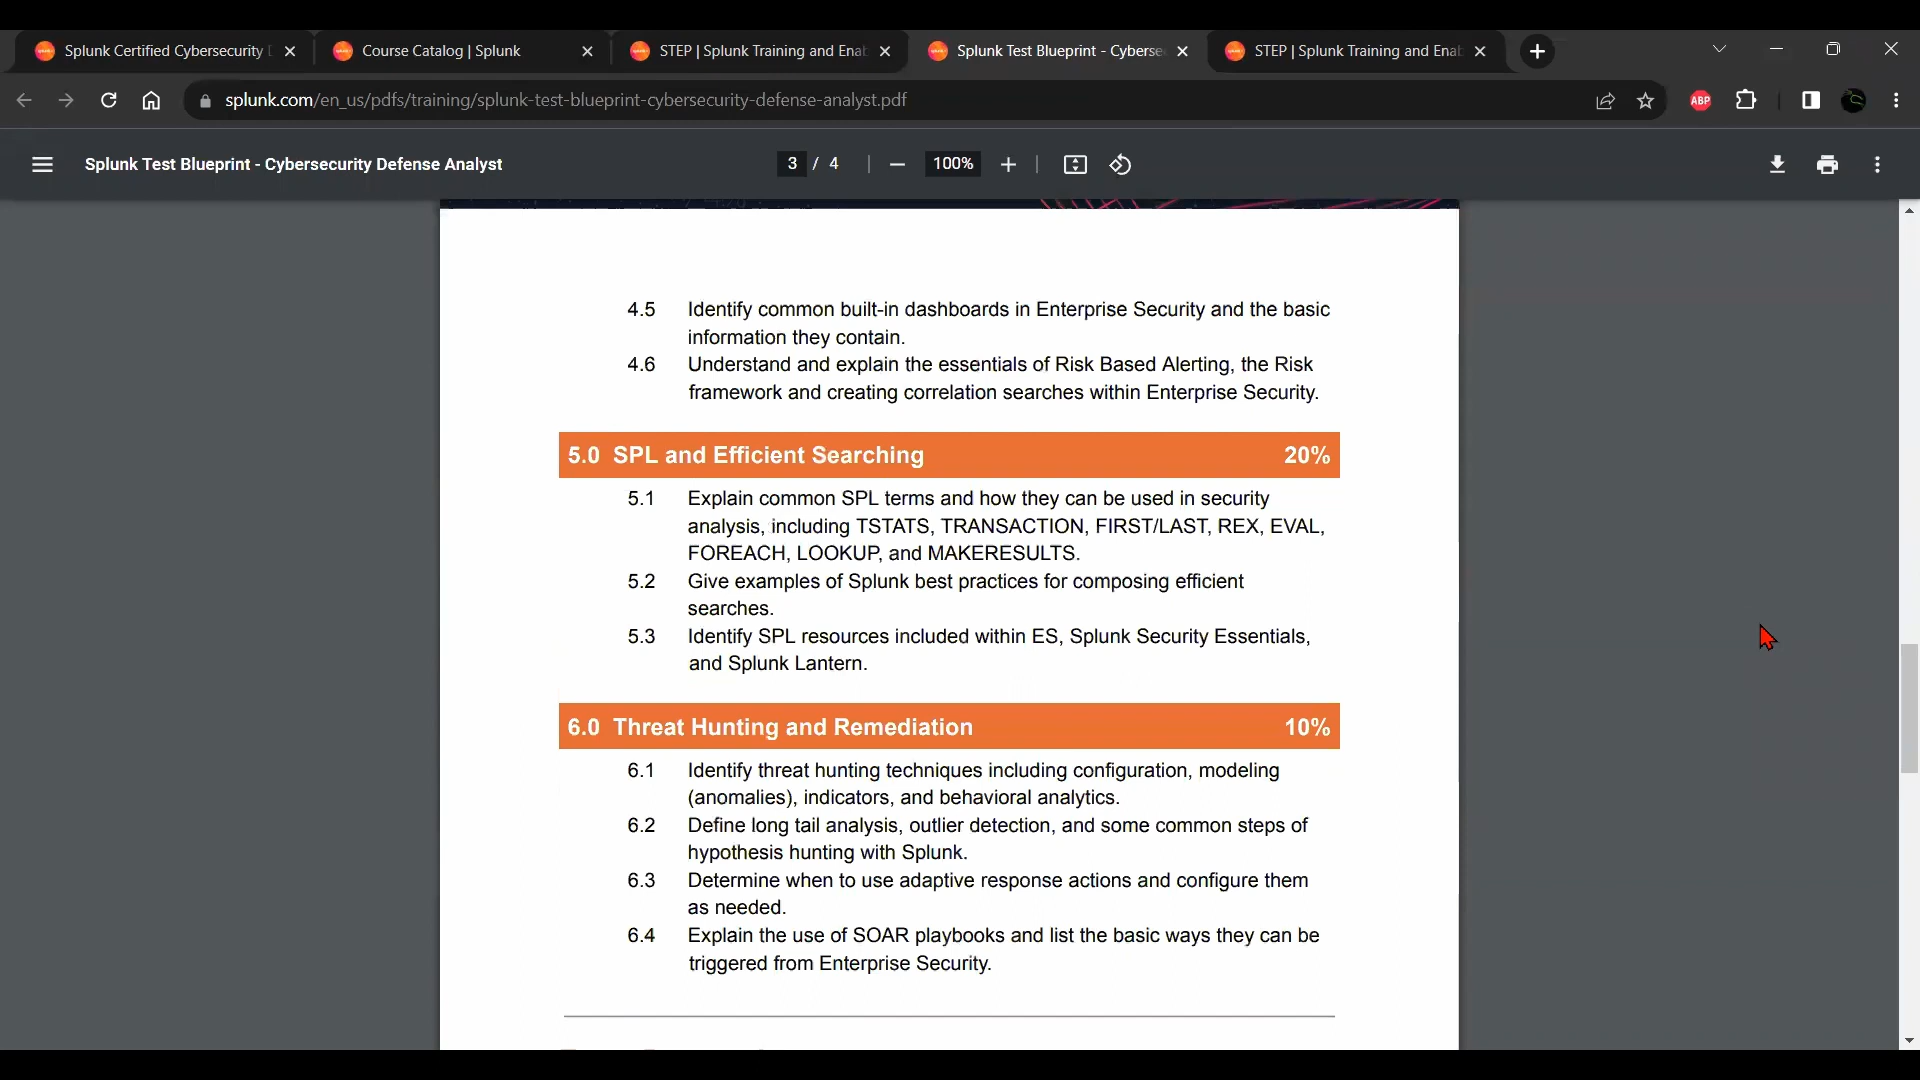 Splunk Certified Cybersecurity
Course Catalog | Splunk
STEP | Splunk Training and Ena
Splunk Test Blueprint - Cyberse
STEP | Splunk Training and Ena
splunk.com/en_us/pdfs/training/splunk-test-blueprint-cybersecurity-defense-analyst.pdf
ABP
Splunk Test Blueprint - Cybersecurity Defense Analyst
3 / 4
100%
4.5 Identify common built-in dashboards in Enterprise Security and the basic
information they contain.
4.6 Understand and explain the essentials of Risk Based Alerting, the Risk
framework and creating correlation searches within Enterprise Security.
5.0 SPL and Efficient Searching 20%
5.1 Explain common SPL terms and how they can be used in security
analysis, including TSTATS, TRANSACTION, FIRST/LAST, REX, EVAL,
FOREACH, LOOKUP, and MAKERESULTS.
5.2 Give examples of Splunk best practices for composing efficient
searches.
5.3 Identify SPL resources included within ES, Splunk Security Essentials,
and Splunk Lantern.
6.0 Threat Hunting and Remediation 10%
6.1 Identify threat hunting techniques including configuration, modeling
(anomalies), indicators, and behavioral analytics.
6.2 Define long tail analysis, outlier detection, and some common steps of
hypothesis hunting with Splunk.
6.3 Determine when to use adaptive response actions and configure them
as needed.
6.4 Explain the use of SOAR playbooks and list the basic ways they can be
triggered from Enterprise Security.